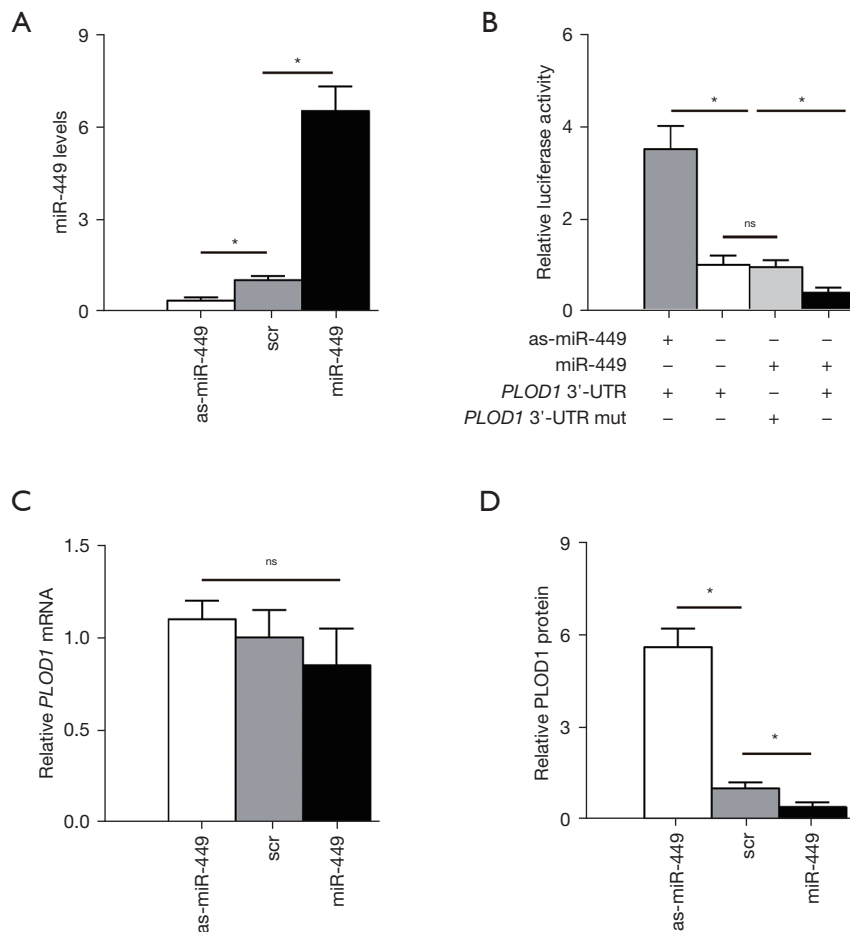 A
miR-449 levels
9
6
3
0
*
*
as-miR-449
scr
miR-449
B
Relative luciferase activity
6
4
2
0
*
*
ns
as-miR-449 + – – –
miR-449 – – + +
PLOD1 3'-UTR + + – +
PLOD1 3'-UTR mut – – + –
C
Relative PLOD1 mRNA
1.5
1.0
0.5
0.0
ns
as-miR-449
scr
miR-449
D
Relative PLOD1 protein
9
6
3
0
*
*
as-miR-449
scr
miR-449